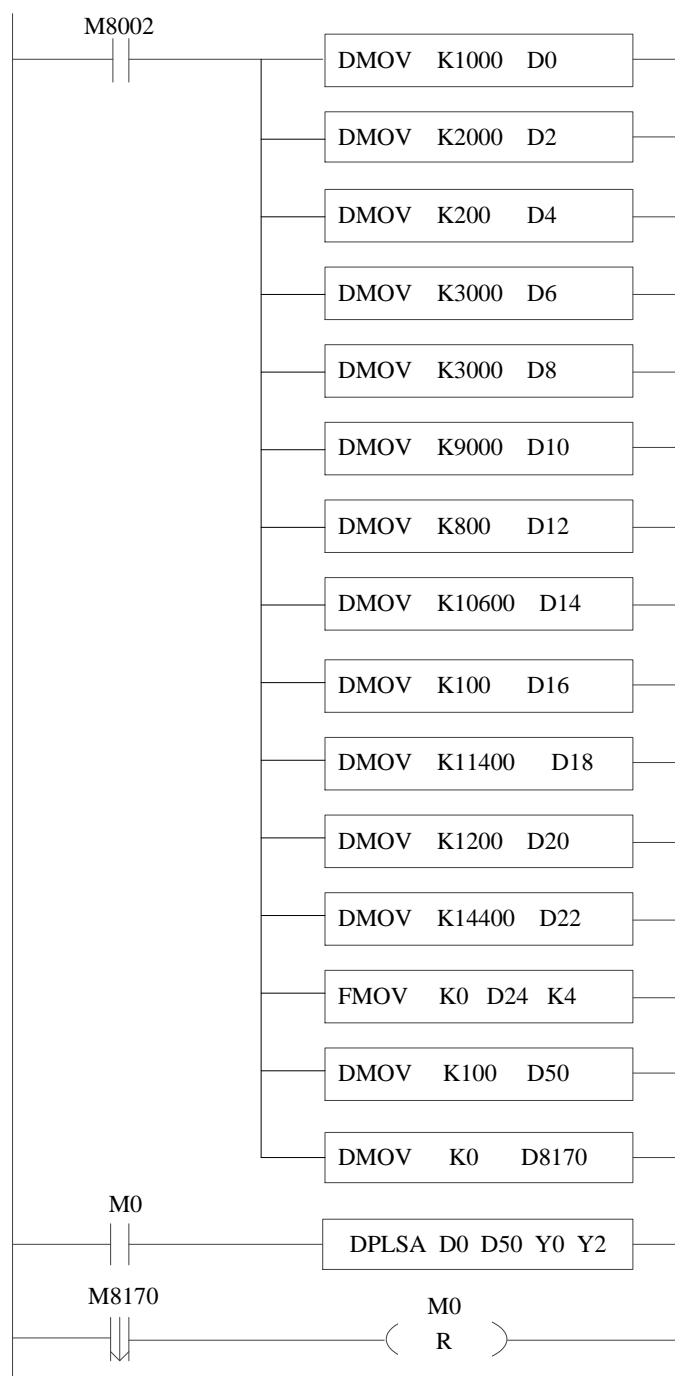 M8002
DMOV K1000 D0
DMOV K2000 D2
DMOV K200 D4
DMOV K3000 D6
DMOV K3000 D8
DMOV K9000 D10
DMOV K800 D12
DMOV K10600 D14
DMOV K100 D16
DMOV K11400 D18
DMOV K1200 D20
DMOV K14400 D22
FMOV K0 D24 K4
DMOV K100 D50
DMOV K0 D8170
M0
DPLSA D0 D50 Y0 Y2
M8170
M0
R